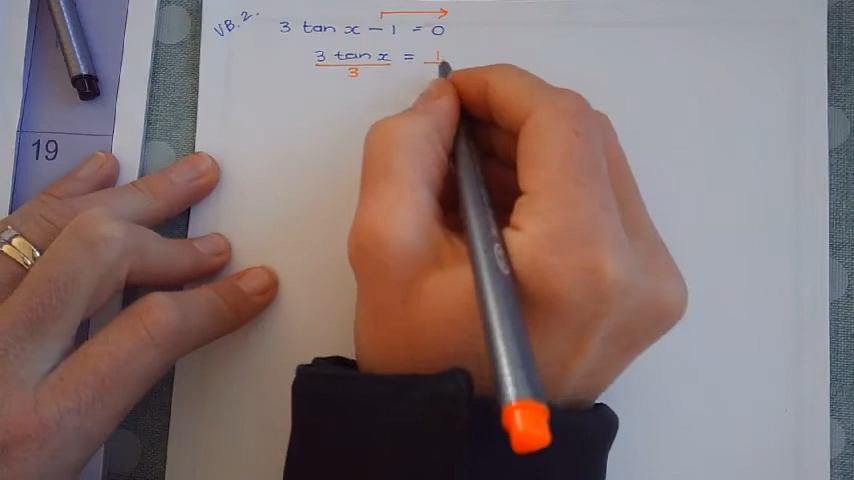 VB.2.
3 tan x - 1 = 0
3 tan x = 1
3
19